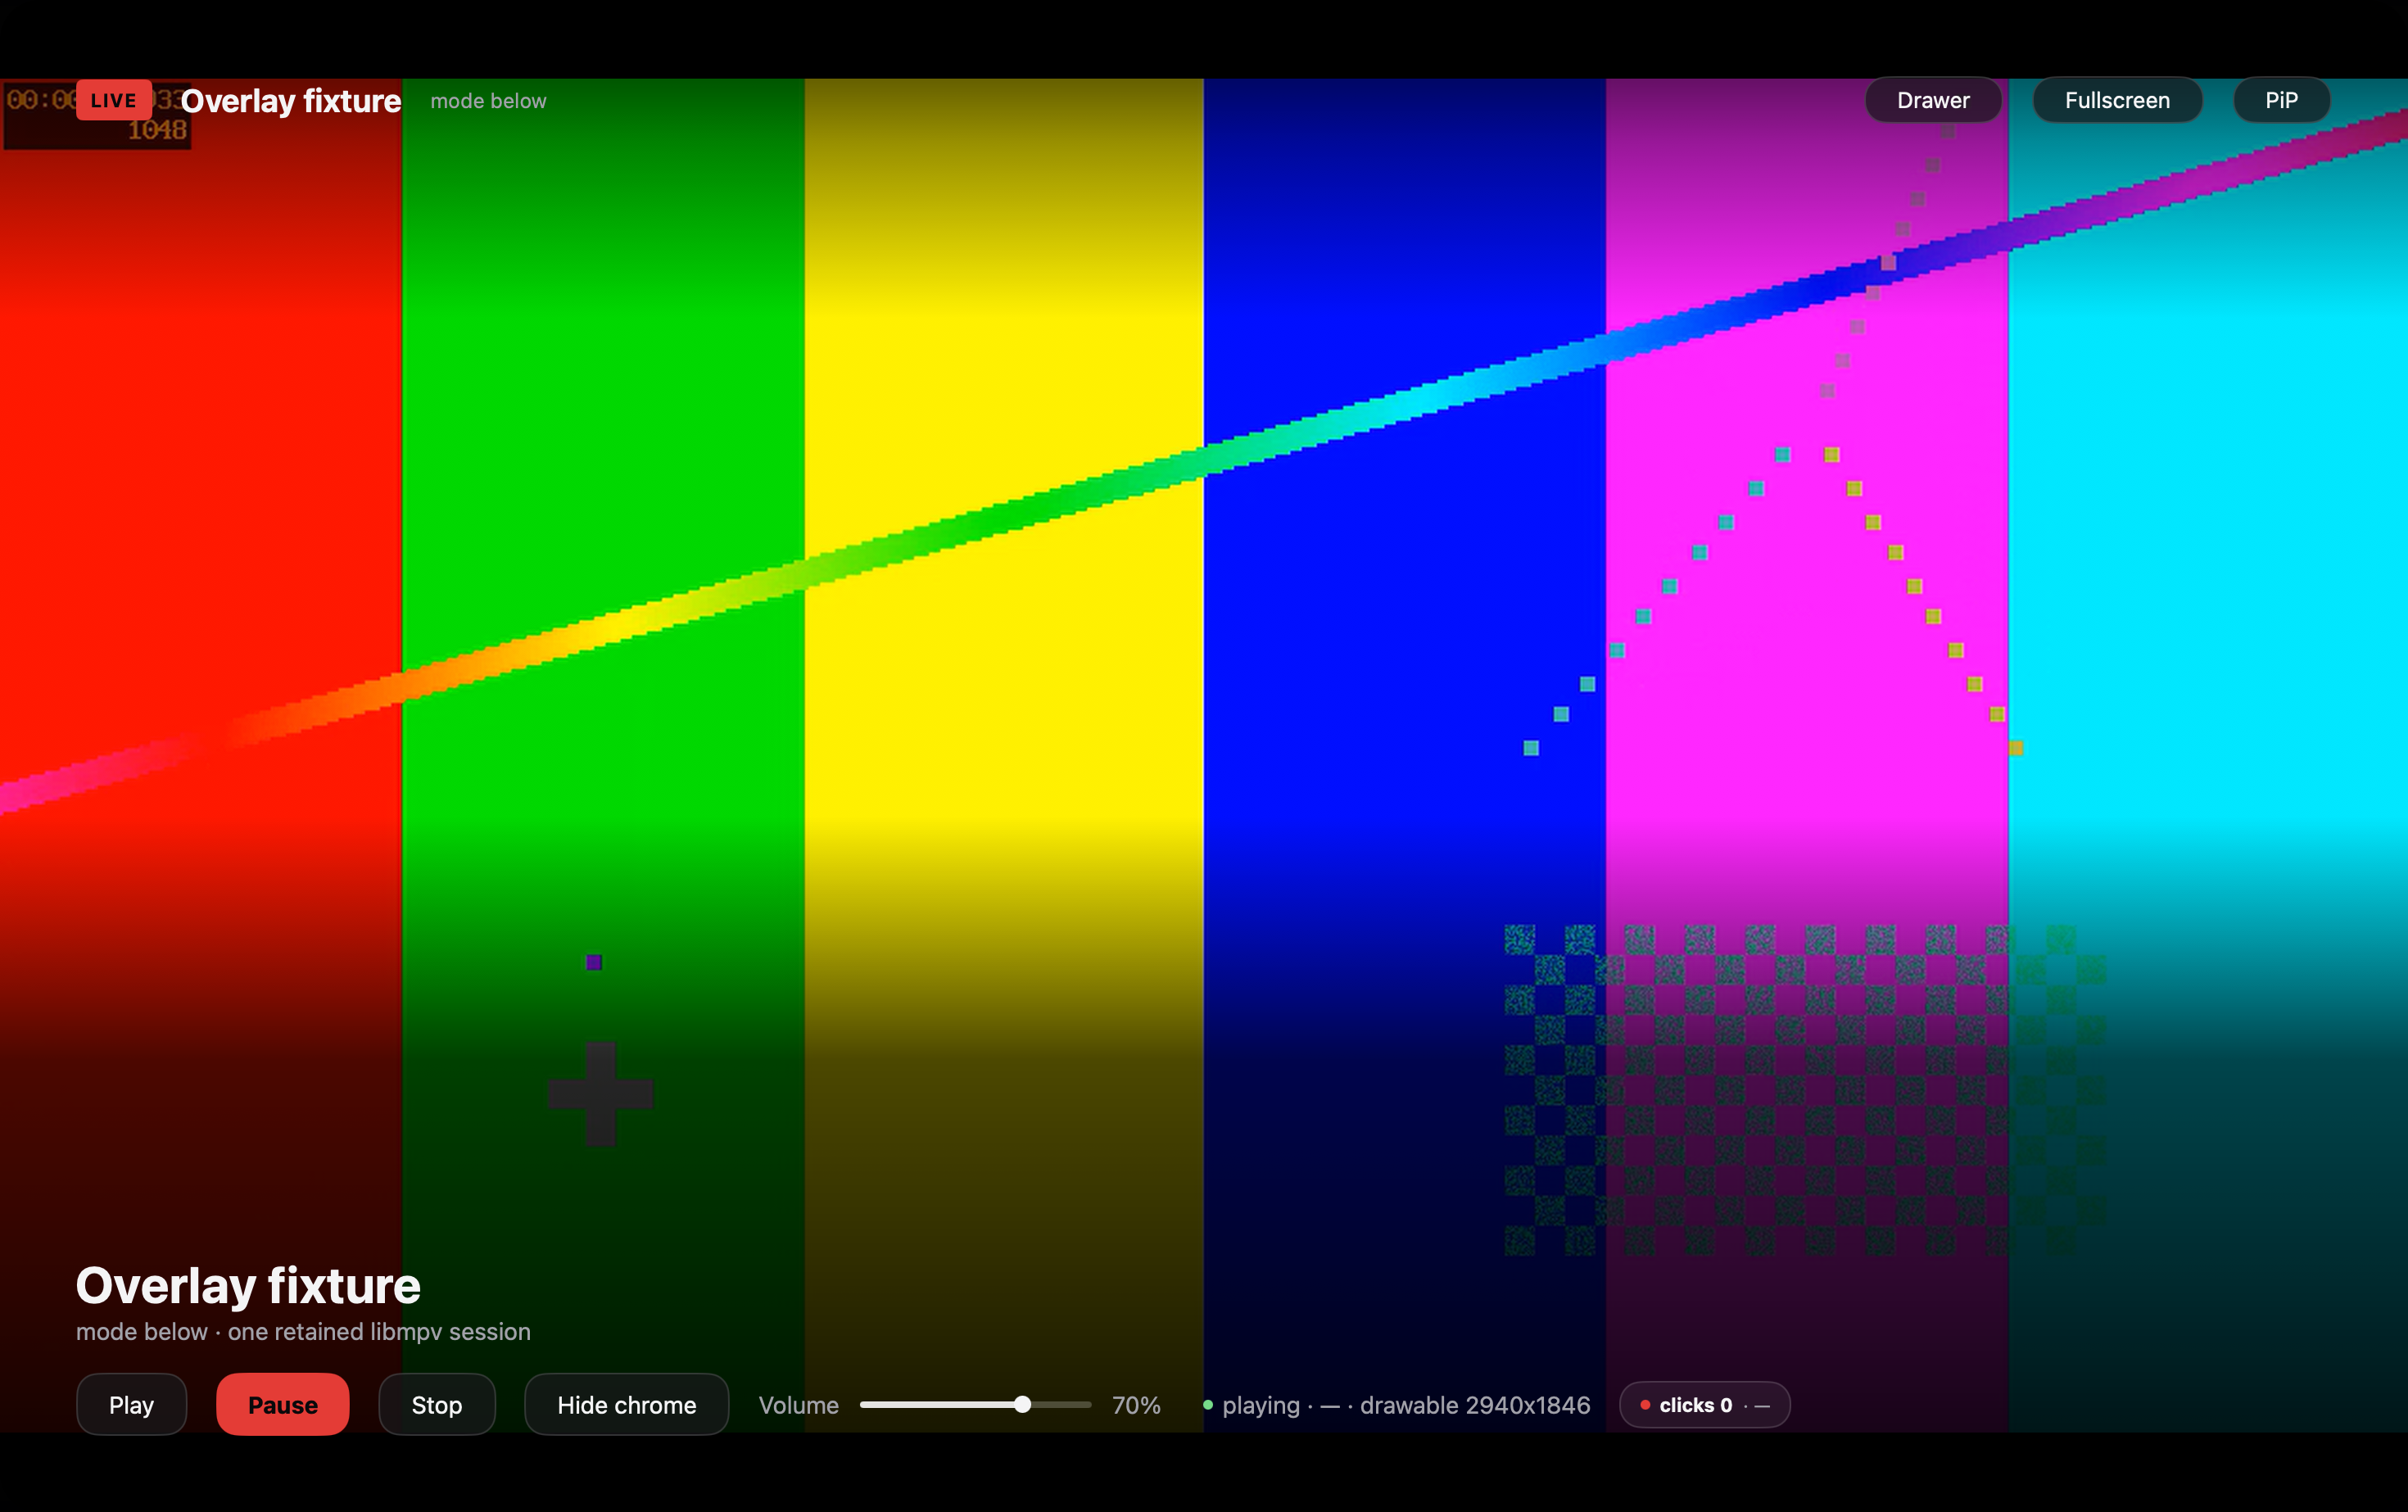 LIVE Overlay fixture mode below Drawer Fullscreen PiP
1048
Overlay fixture
mode below · one retained libmpv session
Play Pause Stop Hide chrome Volume 70% playing · — · drawable 2940x1846 clicks 0 · —